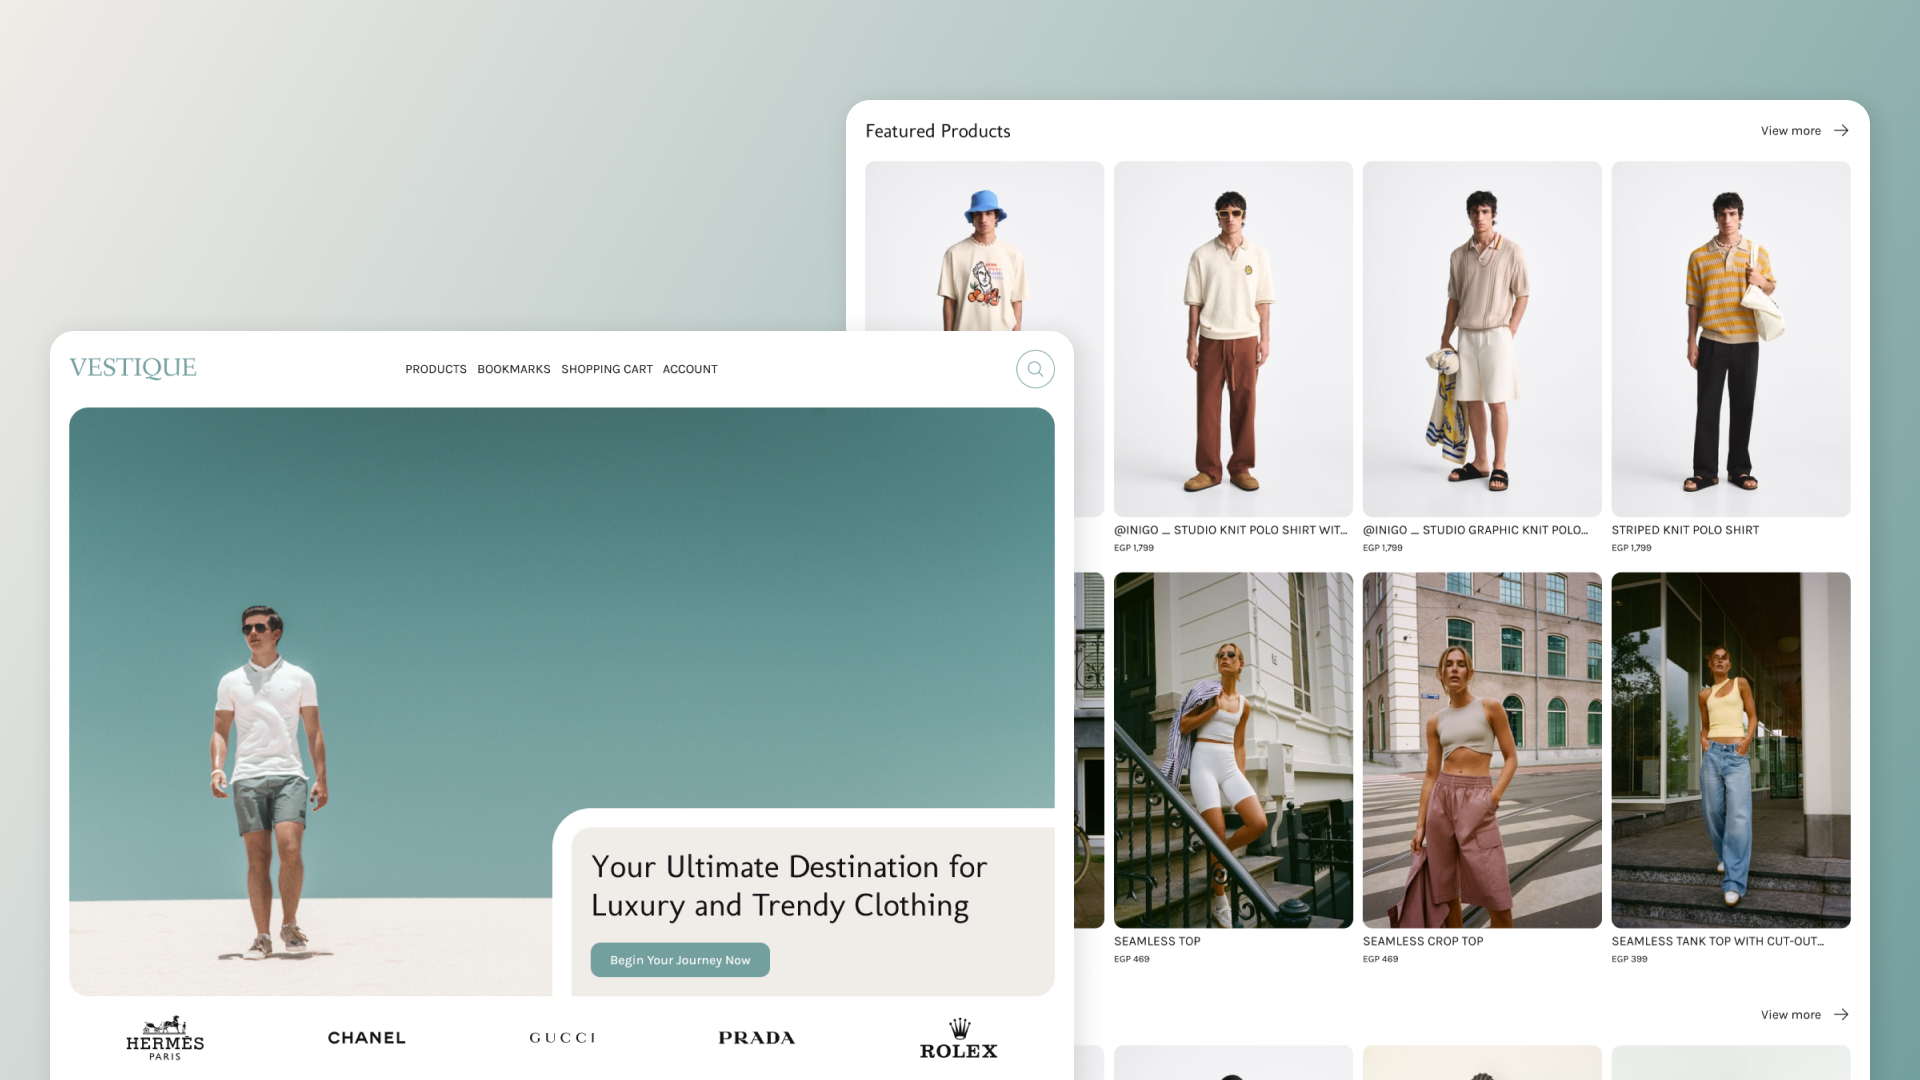 Featured Products
View more
VESTIQUE
PRODUCTS BOOKMARKS SHOPPING CART ACCOUNT
@INIGO _ STUDIO KNIT POLO SHIRT WIT...
EGP 1,799
@INIGO _ STUDIO GRAPHIC KNIT POLO...
EGP 1,799
STRIPED KNIT POLO SHIRT
EGP 1,799
Your Ultimate Destination for
Luxury and Trendy Clothing
Begin Your Journey Now
SEAMLESS TOP
EGP 469
SEAMLESS CROP TOP
EGP 469
SEAMLESS TANK TOP WITH CUT-OUT...
EGP 399
HERMÈS
PARIS
CHANEL
GUCCI
PRADA
ROLEX
View more